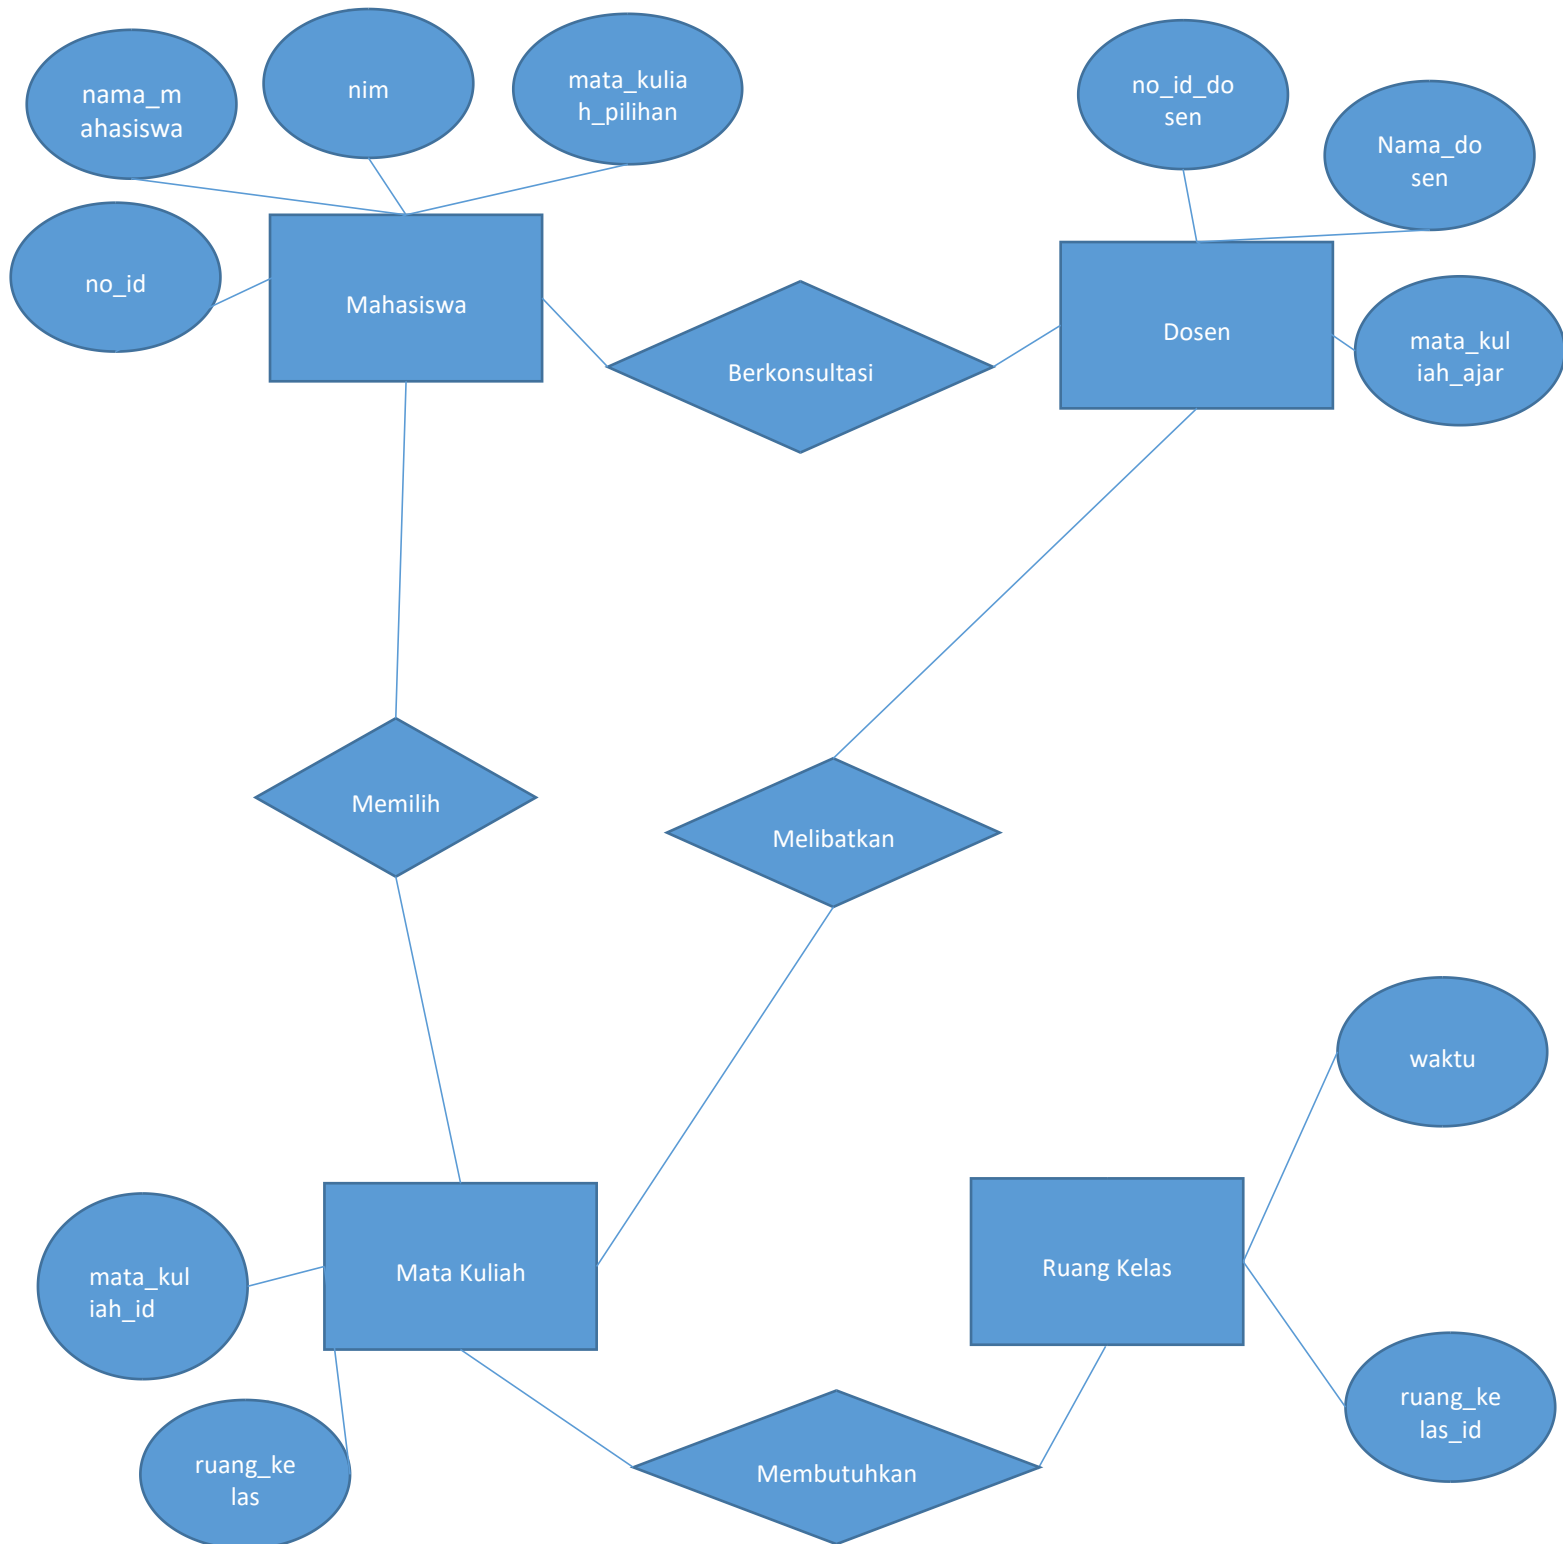 nama_m
ahasiswa
nim
mata_kulia
h_pilihan
no_id_do
sen
Nama_do
sen
no_id
Mahasiswa
Berkonsultasi
Dosen
mata_kul
iah_ajar
Memilih
Melibatkan
waktu
mata_kul
iah_id
Mata Kuliah
Ruang Kelas
ruang_ke
las
Membutuhkan
ruang_ke
las_id